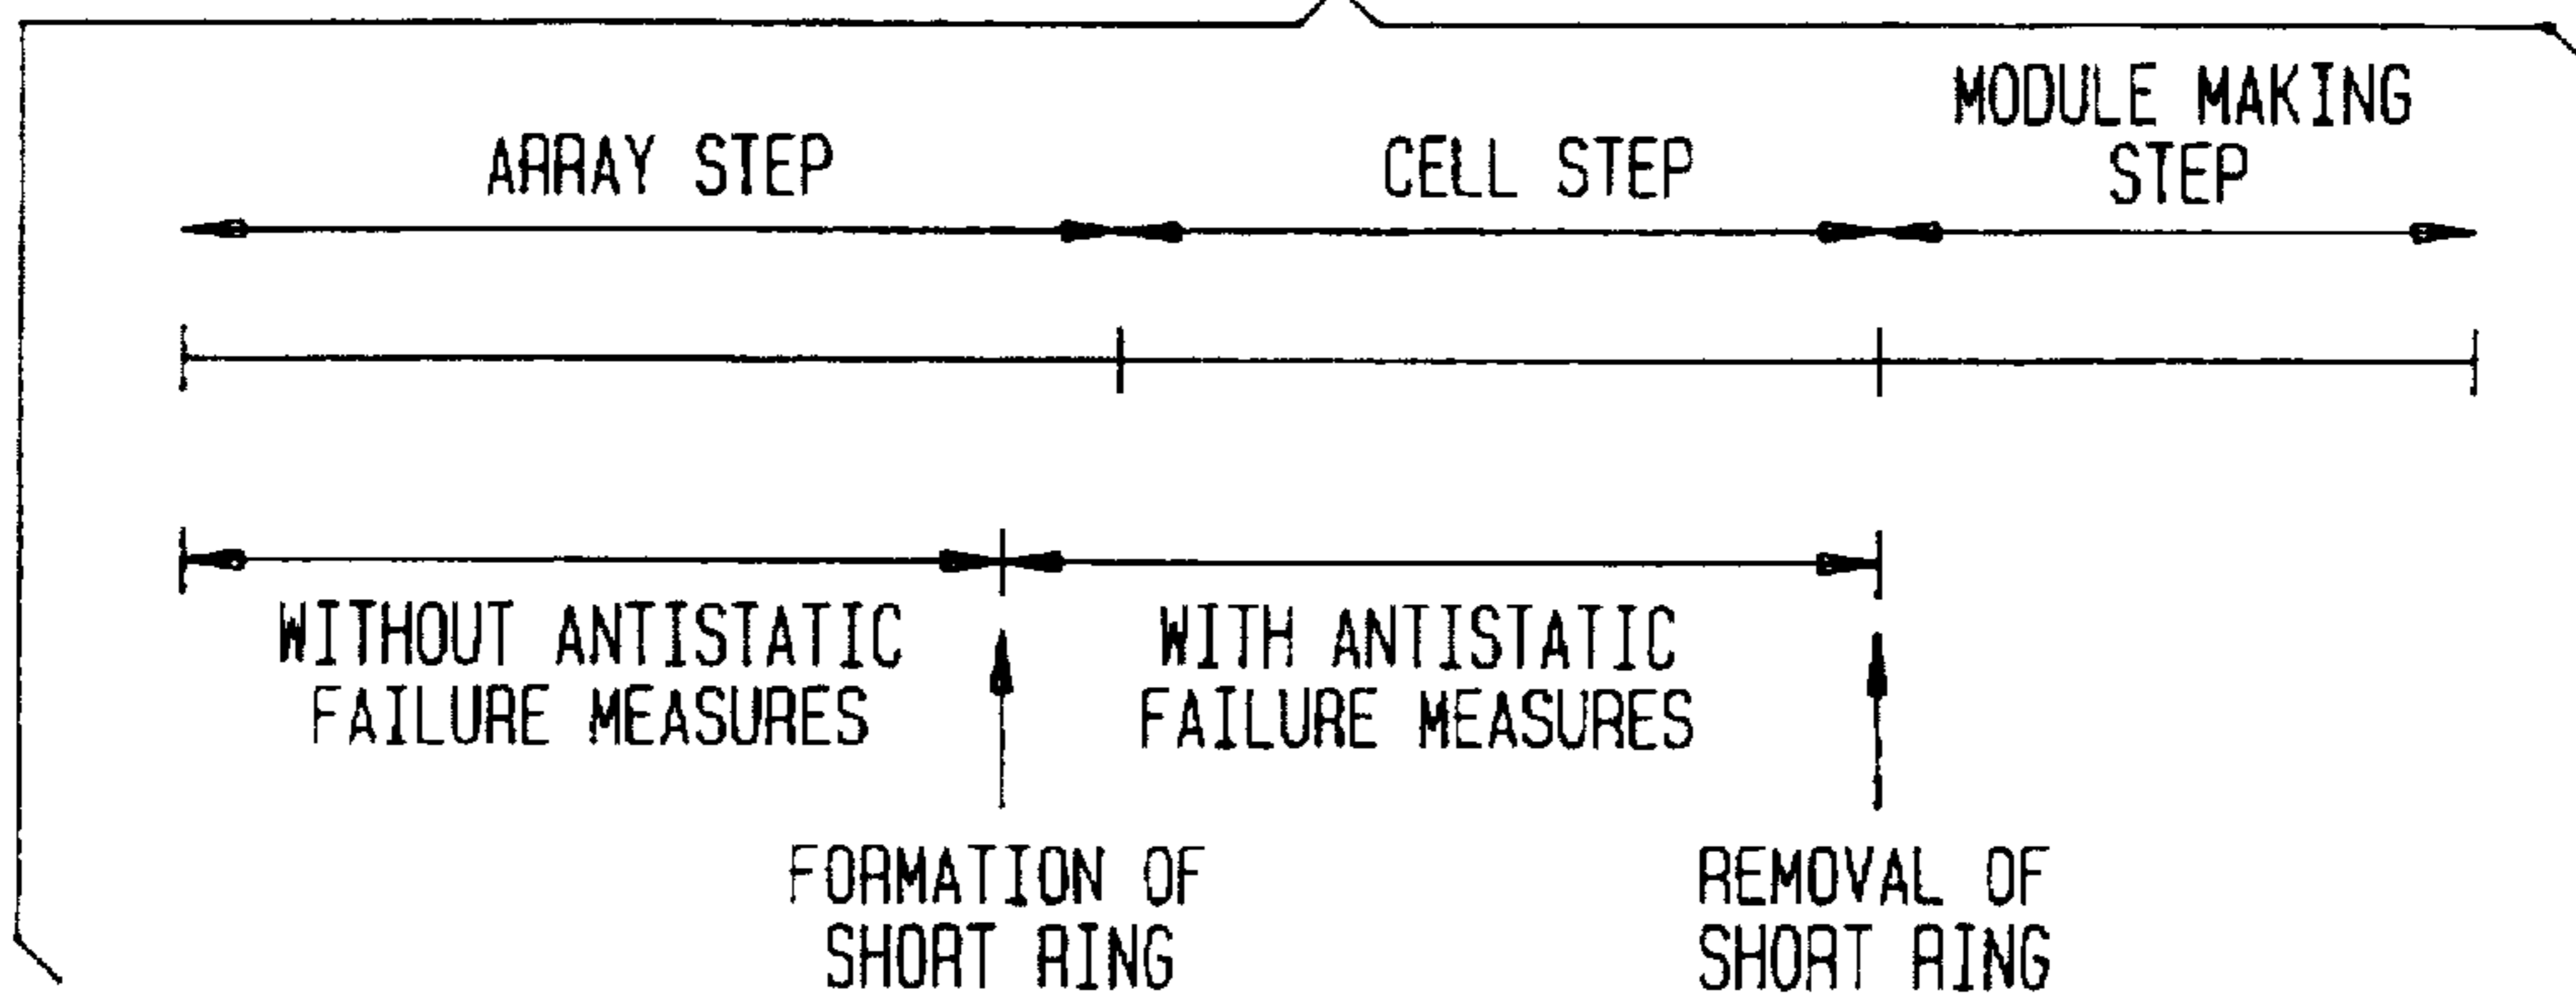 MODULE MAKING
STEP
ARRAY STEP
CELL STEP
WITHOUT ANTISTATIC
FAILURE MEASURES
WITH ANTISTATIC
FAILURE MEASURES
FORMATION OF
SHORT RING
REMOVAL OF
SHORT RING